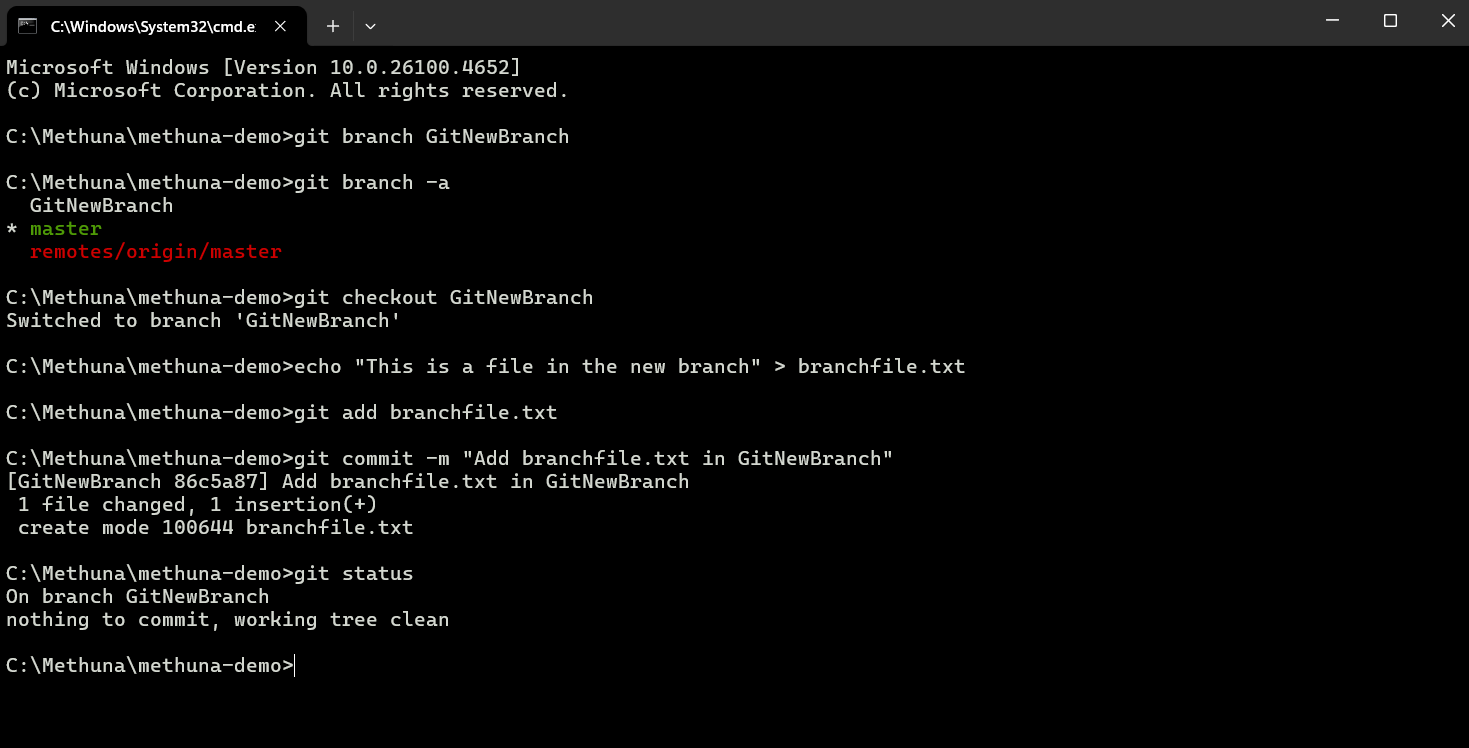 C:\Windows\System32\cmd.e
Microsoft Windows [Version 10.0.26100.4652]
(c) Microsoft Corporation. All rights reserved.
C:\Methuna\methuna-demo>git branch GitNewBranch
C:\Methuna\methuna-demo>git branch -a
  GitNewBranch
* master
  remotes/origin/master
C:\Methuna\methuna-demo>git checkout GitNewBranch
Switched to branch 'GitNewBranch'
C:\Methuna\methuna-demo>echo "This is a file in the new branch" > branchfile.txt
C:\Methuna\methuna-demo>git add branchfile.txt
C:\Methuna\methuna-demo>git commit -m "Add branchfile.txt in GitNewBranch"
[GitNewBranch 86c5a87] Add branchfile.txt in GitNewBranch
 1 file changed, 1 insertion(+)
 create mode 100644 branchfile.txt
C:\Methuna\methuna-demo>git status
On branch GitNewBranch
nothing to commit, working tree clean
C:\Methuna\methuna-demo>